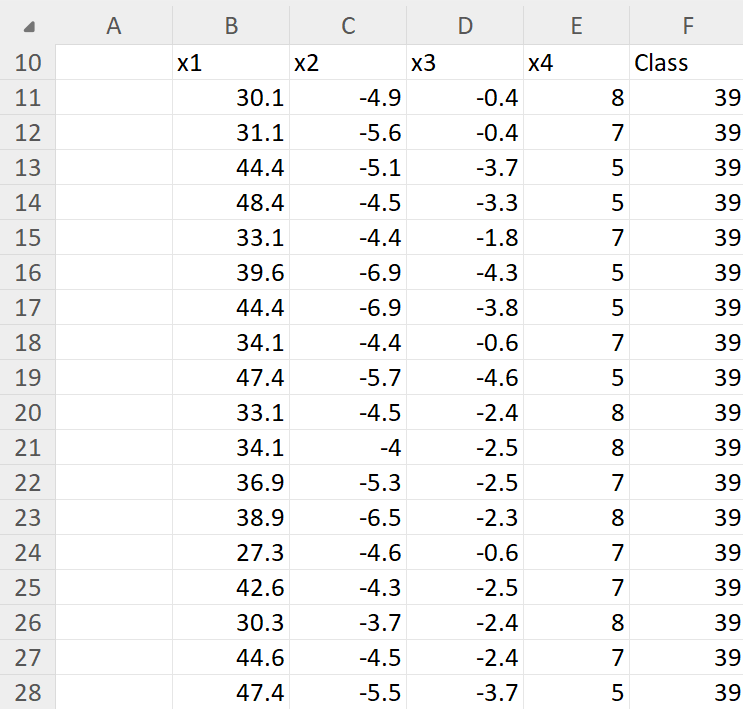 A B C D E F
10 x1 x2 x3 x4 Class
11 30.1 -4.9 -0.4 8 39
12 31.1 -5.6 -0.4 7 39
13 44.4 -5.1 -3.7 5 39
14 48.4 -4.5 -3.3 5 39
15 33.1 -4.4 -1.8 7 39
16 39.6 -6.9 -4.3 5 39
17 44.4 -6.9 -3.8 5 39
18 34.1 -4.4 -0.6 7 39
19 47.4 -5.7 -4.6 5 39
20 33.1 -4.5 -2.4 8 39
21 34.1 -4 -2.5 8 39
22 36.9 -5.3 -2.5 7 39
23 38.9 -6.5 -2.3 8 39
24 27.3 -4.6 -0.6 7 39
25 42.6 -4.3 -2.5 7 39
26 30.3 -3.7 -2.4 8 39
27 44.6 -4.5 -2.4 7 39
28 47.4 -5.5 -3.7 5 39